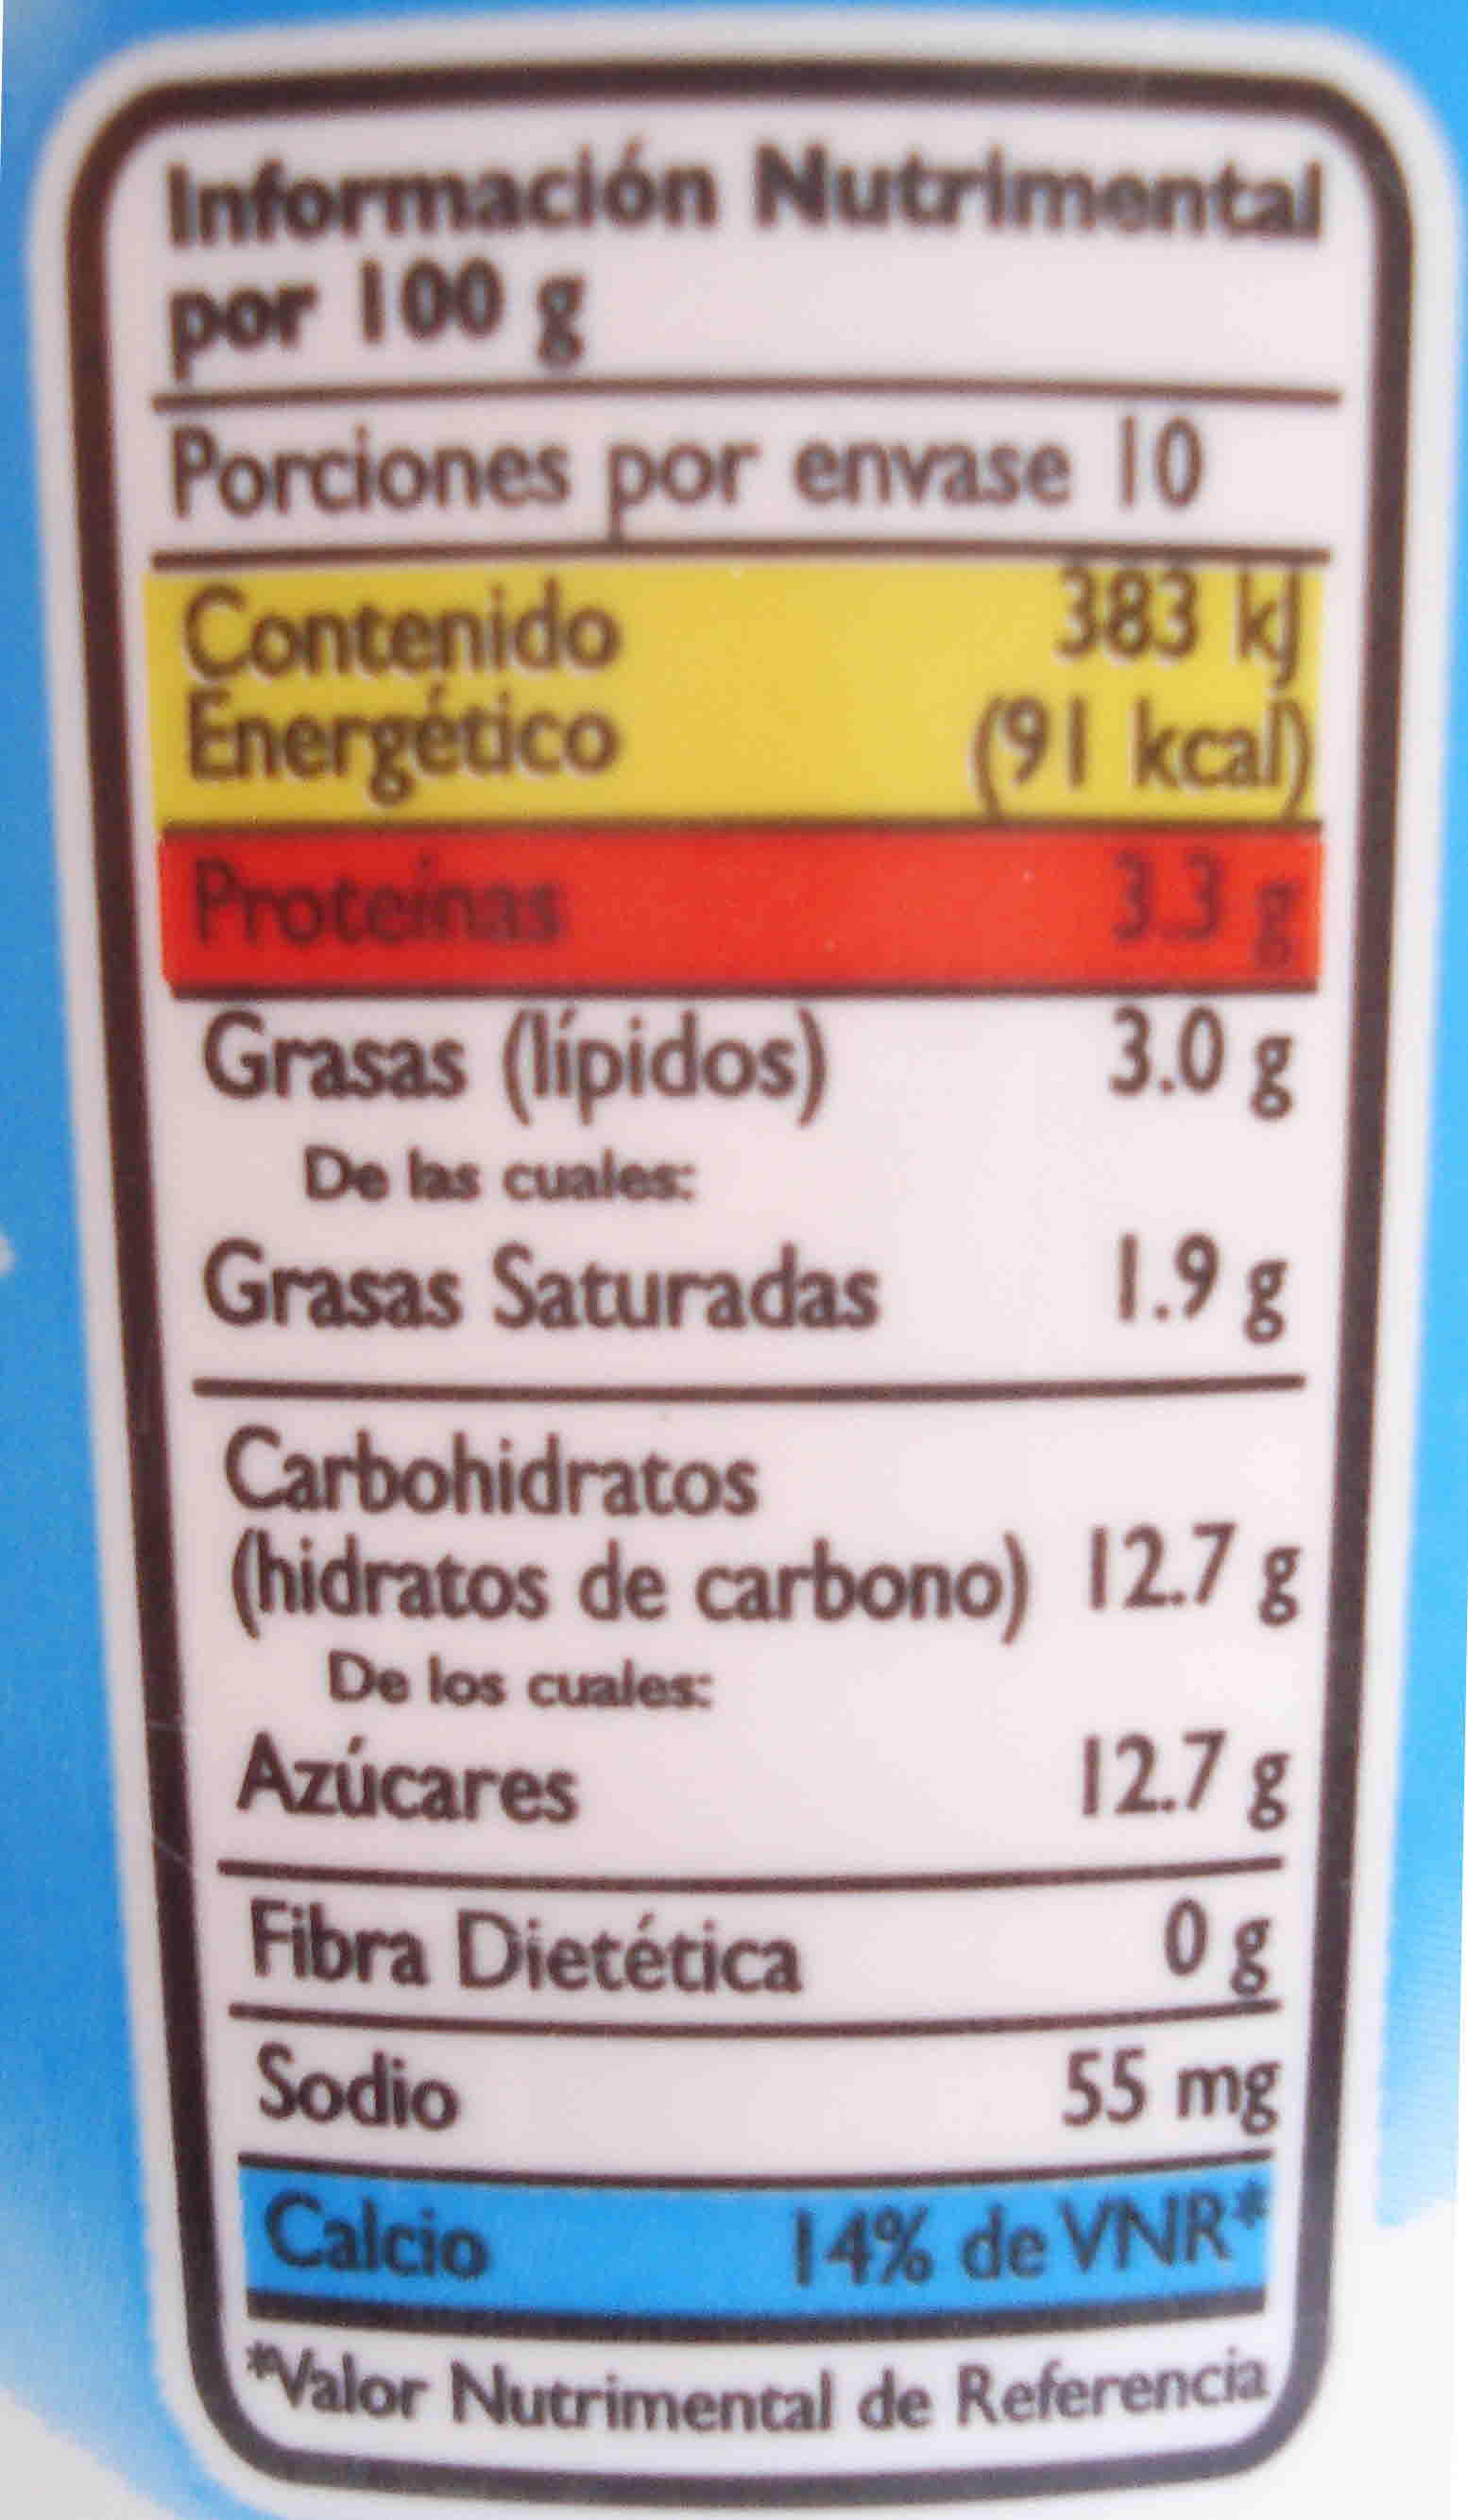 Información Nutrimental
por 100 g
Porciones por envase 10
Contenido 383 kJ
Energético (91 kcal)
Proteínas 3.3 g
Grasas (lípidos) 3.0 g
De las cuales:
Grasas Saturadas 1.9 g
Carbohidratos
(hidratos de carbono) 12.7 g
De los cuales:
Azúcares 12.7 g
Fibra Dietética 0 g
Sodio 55 mg
Calcio 14% de VNR*
*Valor Nutrimental de Referencia